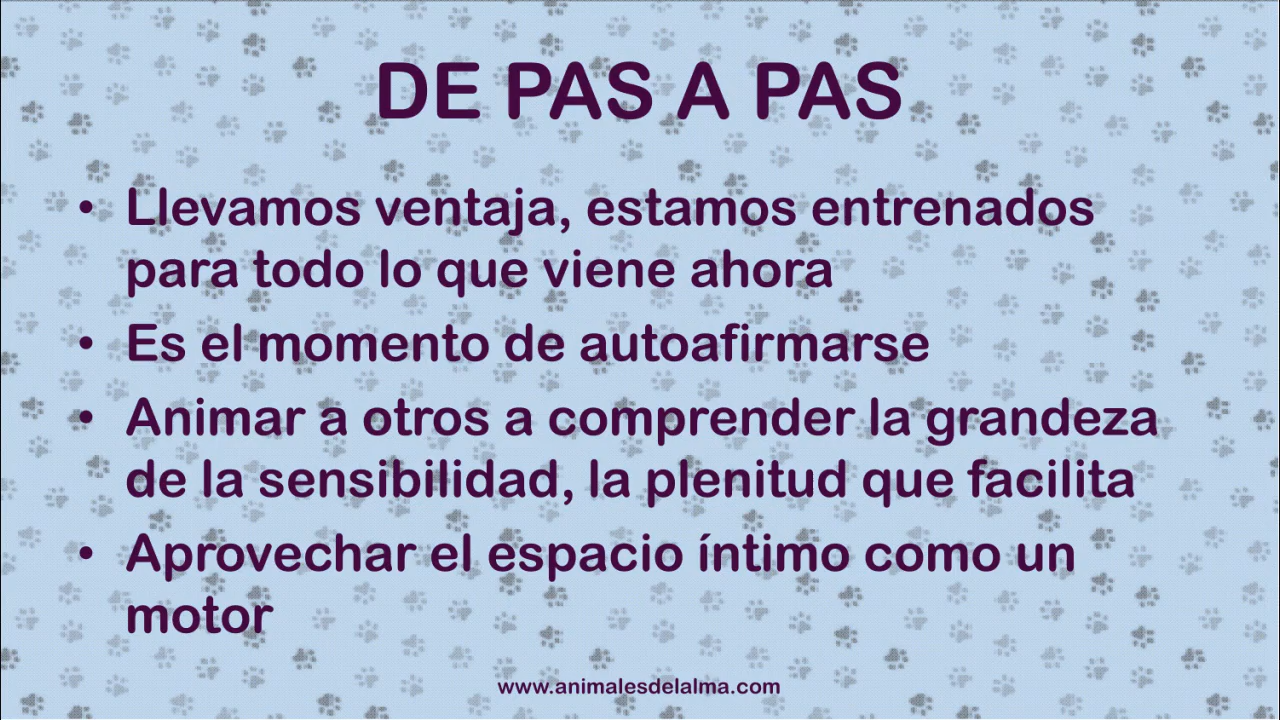 DE PAS A PAS
• Llevamos ventaja, estamos entrenados
para todo lo que viene ahora
• Es el momento de autoafirmarse
• Animar a otros a comprender la grandeza
de la sensibilidad, la plenitud que facilita
• Aprovechar el espacio íntimo como un
motor
www.animalesdelalma.com